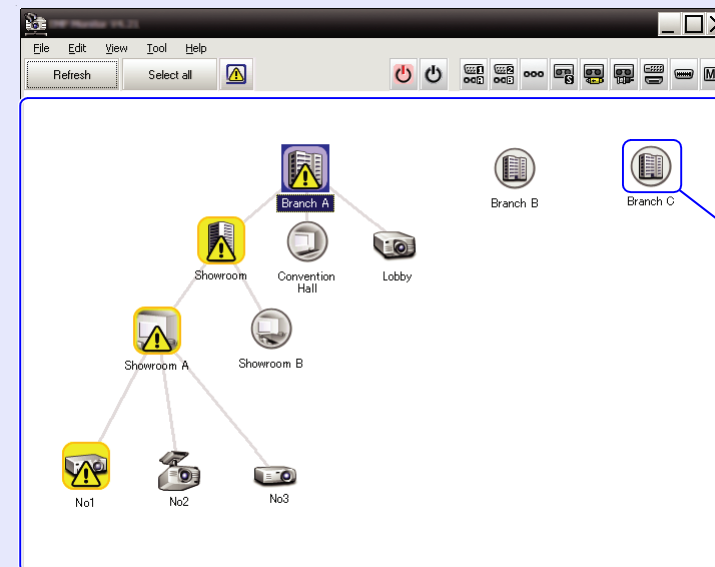 File Edit View Tool Help
Refresh Select all
M
Branch A
Branch B
Branch C
Showroom
Convention
Hall
Lobby
Showroom A
Showroom B
No1
No2
No3